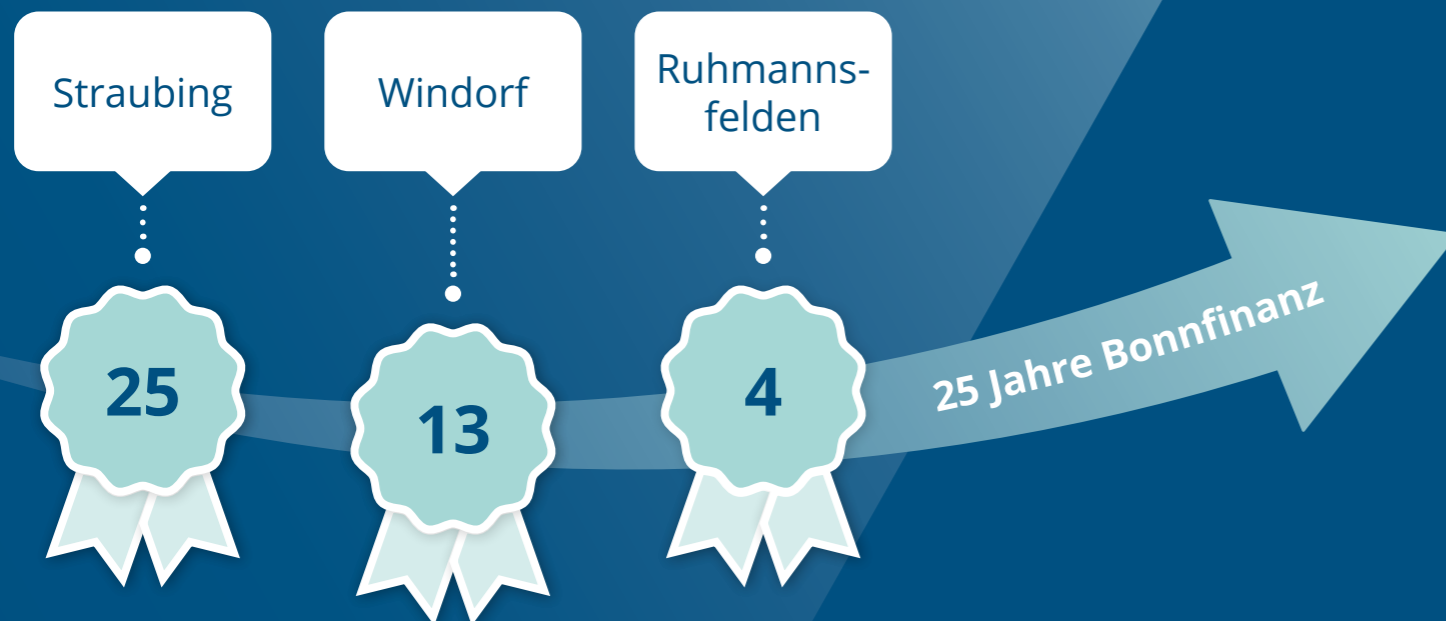 Straubing
Windorf
Ruhmanns-
felden
25
13
4
25 Jahre Bonnfinanz